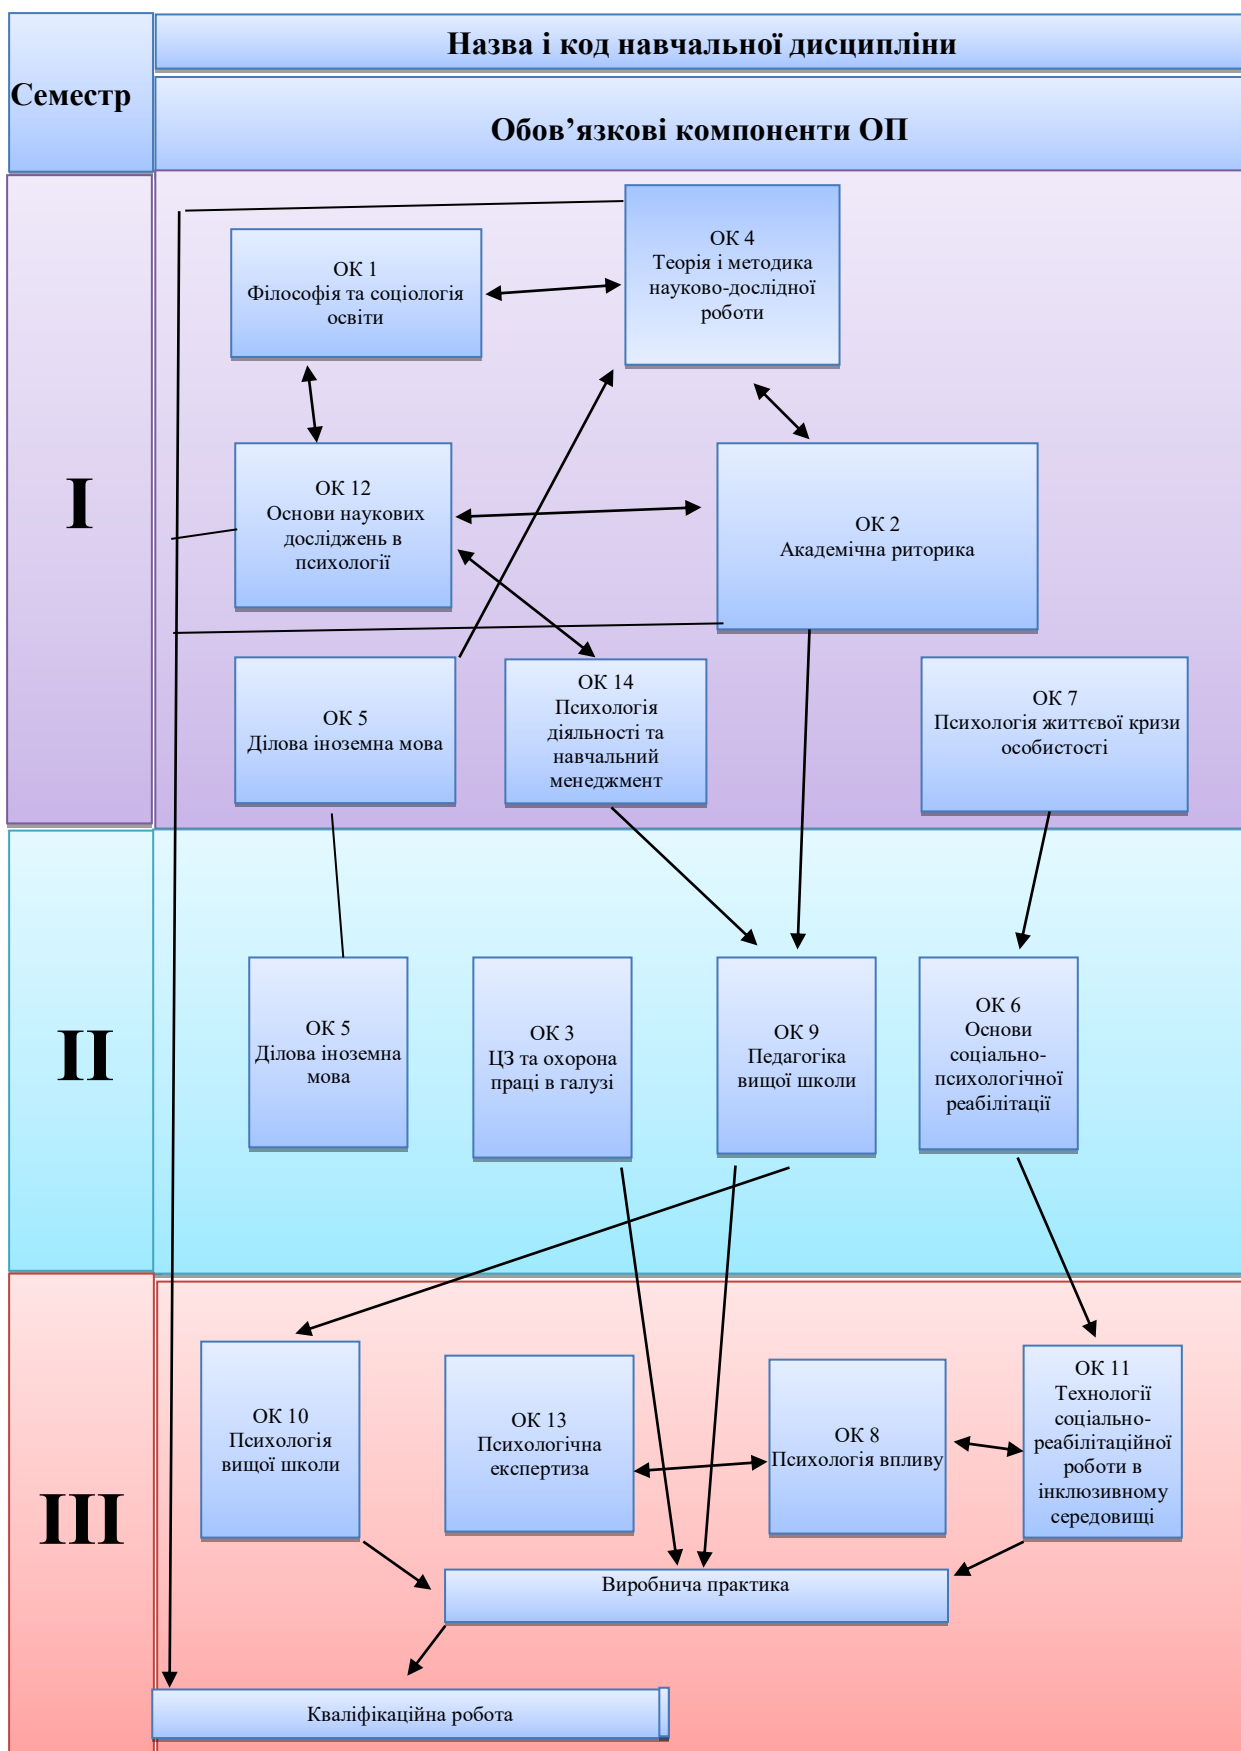 Назва і код навчальної дисципліни
Семестр
Обов’язкові компоненти ОП
I
ОК 4
Теорія і методика
науково-дослідної
роботи
ОК 1
Філософія та соціологія
освіти
ОК 12
Основи наукових
досліджень в
психології
ОК 2
Академічна риторика
ОК 5
Ділова іноземна мова
ОК 14
Психологія
діяльності та
навчальний
менеджмент
ОК 7
Психологія життєвої кризи
особистості
II
ОК 5
Ділова іноземна
мова
ОК 3
ЦЗ та охорона
праці в галузі
ОК 9
Педагогіка
вищої школи
ОК 6
Основи
соціально-
психологічної
реабілітації
III
ОК 10
Психологія
вищої школи
ОК 13
Психологічна
експертиза
ОК 8
Психологія впливу
ОК 11
Технології
соціально-
реабілітаційної
роботи в
інклюзивному
середовищі
Виробнича практика
Кваліфікаційна робота